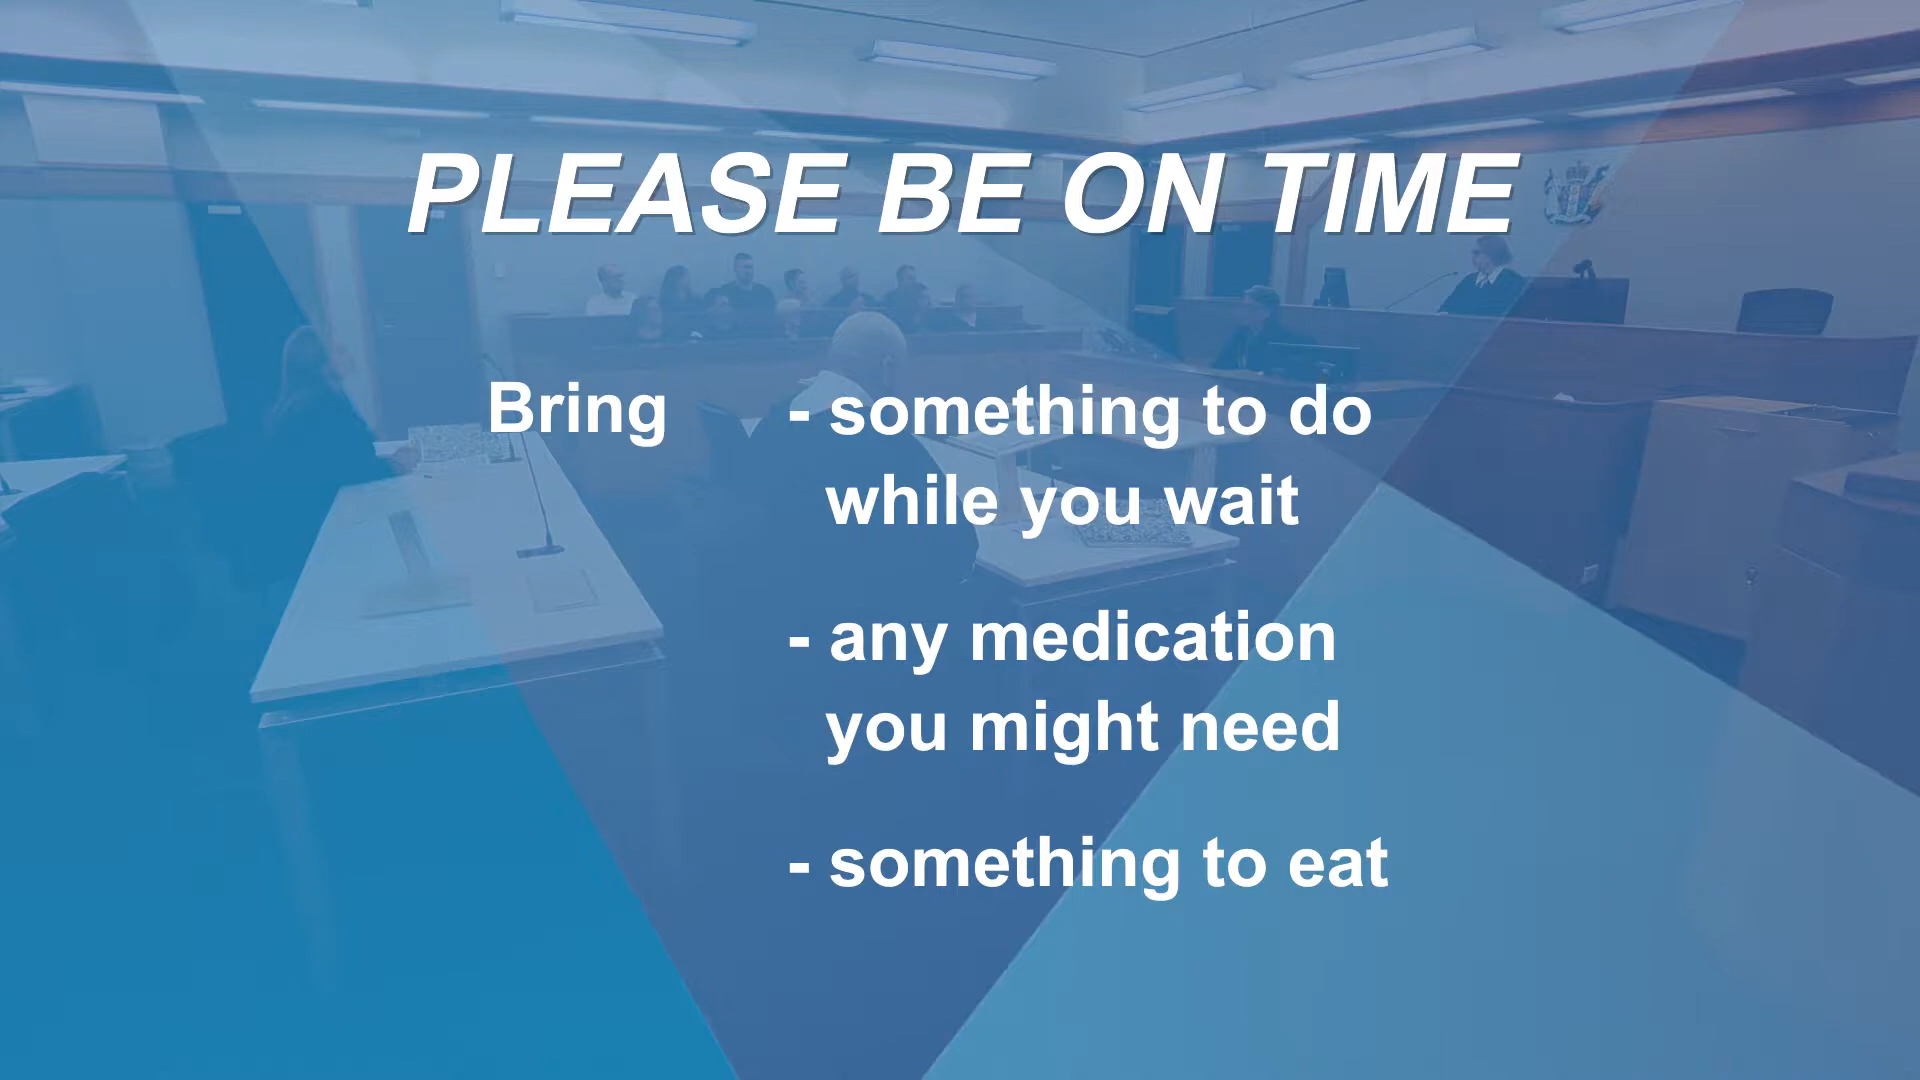 PLEASE BE ON TIME
Bring - something to do
while you wait
- any medication
you might need
- something to eat